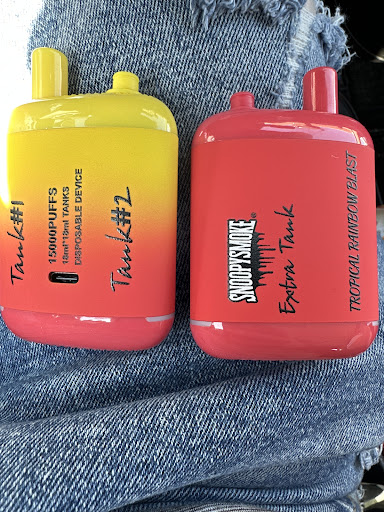 Tank#1
15000PUFFS
18ml*18ml TANKS
DISPOSABLE DEVICE
Tank#2
SNOOPYSMOKE®
Extra Tank
TROPICAL RAINBOW BLAST